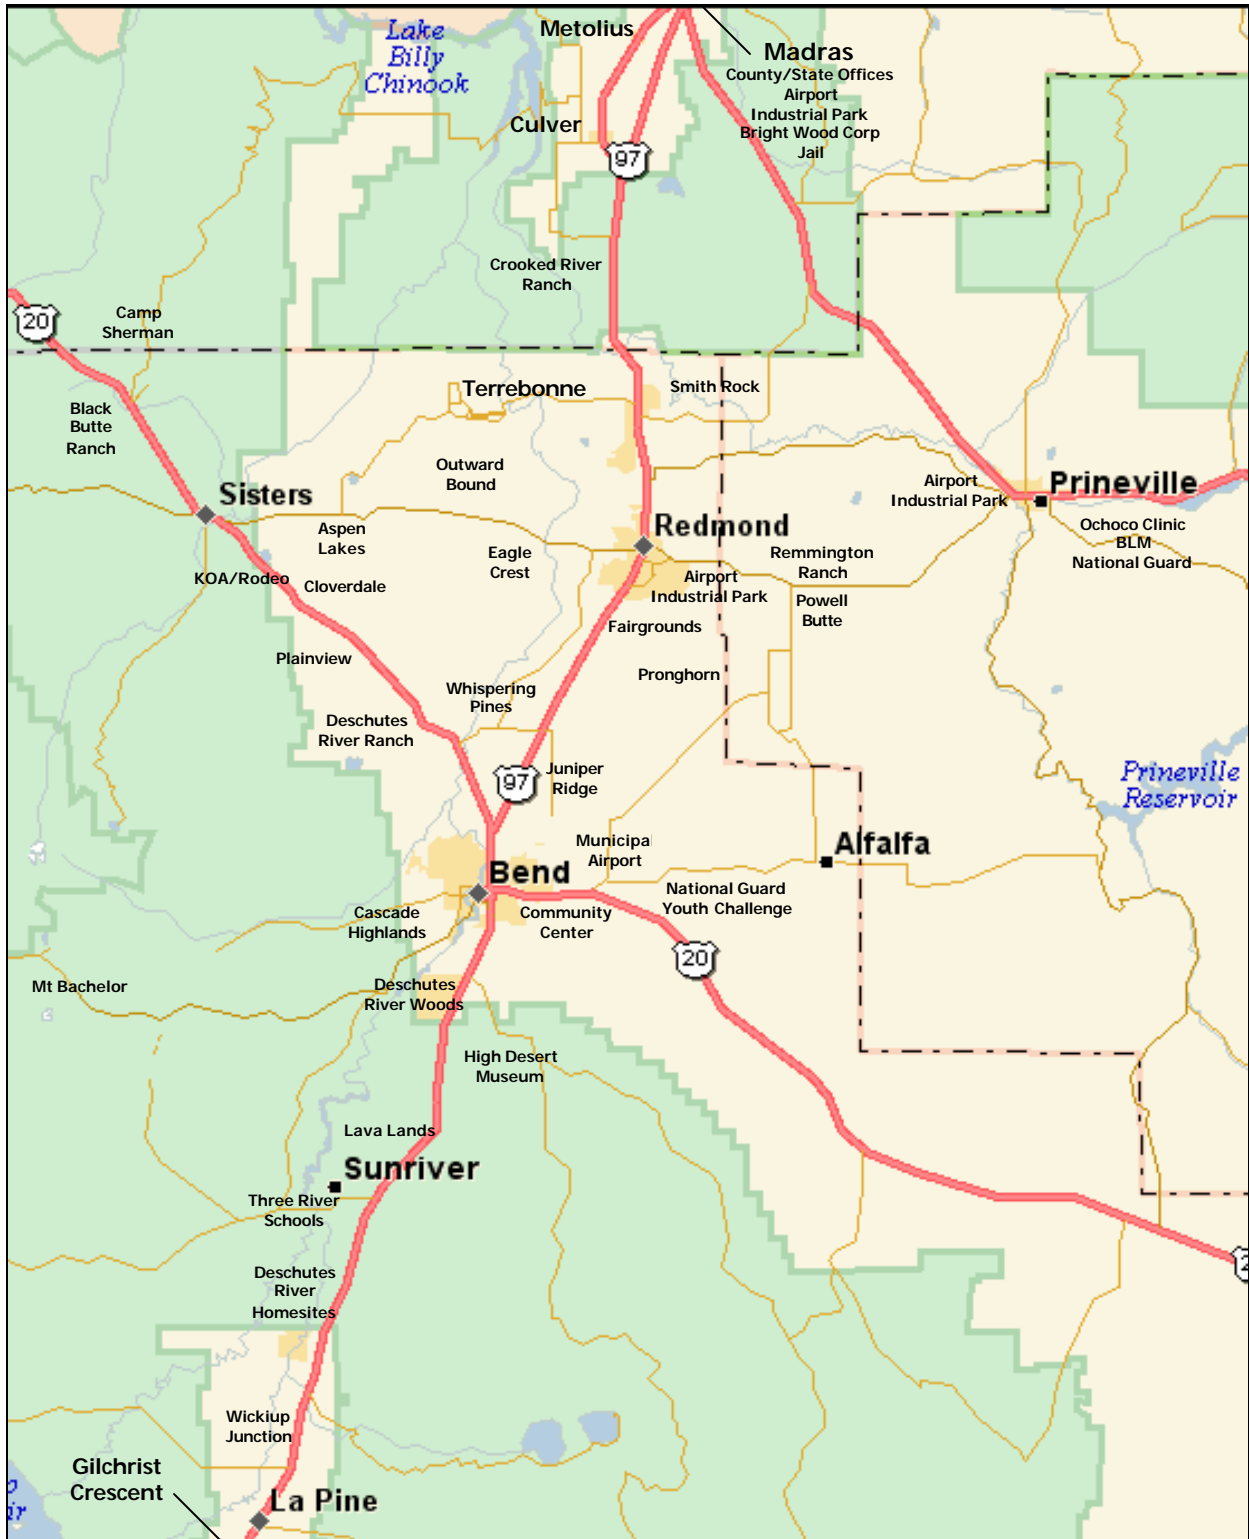 Lake
Billy
Chinook
Metolius
Madras
County/State Offices
Airport
Industrial Park
Bright Wood Corp
Jail
Culver
97
Crooked River
Ranch
20
Camp
Sherman
Terrebonne
Smith Rock
Black
Butte
Ranch
Outward
Bound
Sisters
Airport
Industrial Park
Prineville
Aspen
Lakes
Redmond
Ochoco Clinic
BLM
National Guard
Eagle
Crest
Remmington
Ranch
KOA/Rodeo
Cloverdale
Airport
Industrial Park
Powell
Butte
Fairgrounds
Plainview
Pronghorn
Whispering
Pines
Deschutes
River Ranch
97
Juniper
Ridge
Prineville
Reservoir
Municipal
Airport
Alfalfa
Bend
National Guard
Youth Challenge
Cascade
Highlands
Community
Center
20
Mt Bachelor
Deschutes
River Woods
High Desert
Museum
Lava Lands
Sunriver
Three River
Schools
2
Deschutes
River
Homesites
Wickiup
Junction
Gilchrist
Crescent
La Pine
ir